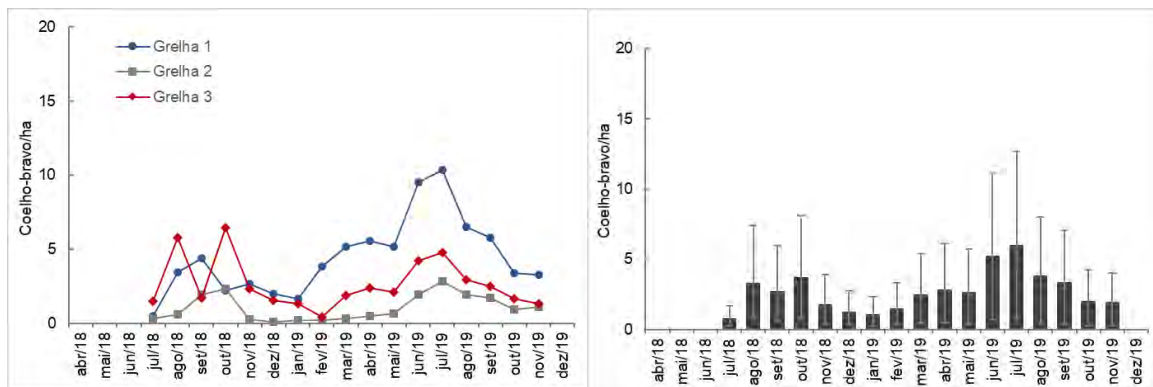 20
15
10
5
0
Coelho-bravo/ha
Grelha 1
Grelha 2
Grelha 3
abr/18
mai/18
jun/18
jul/18
ago/18
set/18
out/18
nov/18
dez/18
jan/19
fev/19
mar/19
abr/19
mai/19
jun/19
jul/19
ago/19
set/19
out/19
nov/19
dez/19
20
15
10
5
0
Coelho-bravo/ha
abr/18
mai/18
jun/18
jul/18
ago/18
set/18
out/18
nov/18
dez/18
jan/19
fev/19
mar/19
abr/19
mai/19
jun/19
jul/19
ago/19
set/19
out/19
nov/19
dez/19